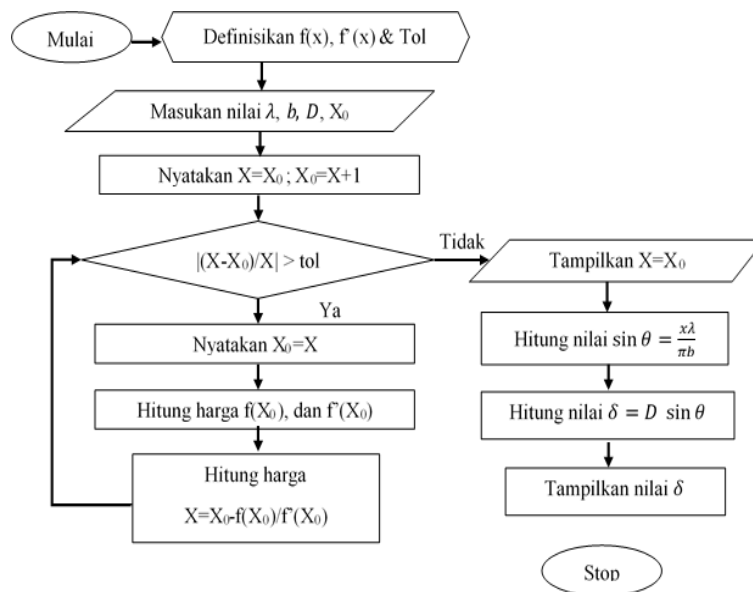 Mulai
Definisikan f(x), f'(x) & Tol
Masukan nilai λ, b, D, X₀
Nyatakan X=X₀ ; X₀=X+1
|(X-X₀)/X| > tol
Tidak
Ya
Nyatakan X₀=X
Hitung harga f(X₀), dan f'(X₀)
Hitung harga
X=X₀-f(X₀)/f'(X₀)
Tampilkan X=X₀
Hitung nilai sin θ = xλ/πb
Hitung nilai δ = D sin θ
Tampilkan nilai δ
Stop